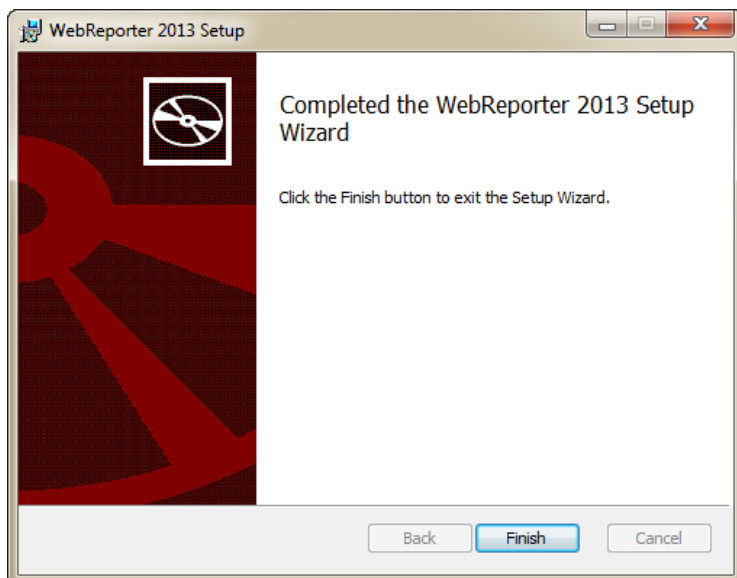 WebReporter 2013 Setup
Completed the WebReporter 2013 Setup
Wizard
Click the Finish button to exit the Setup Wizard.
Back Finish Cancel